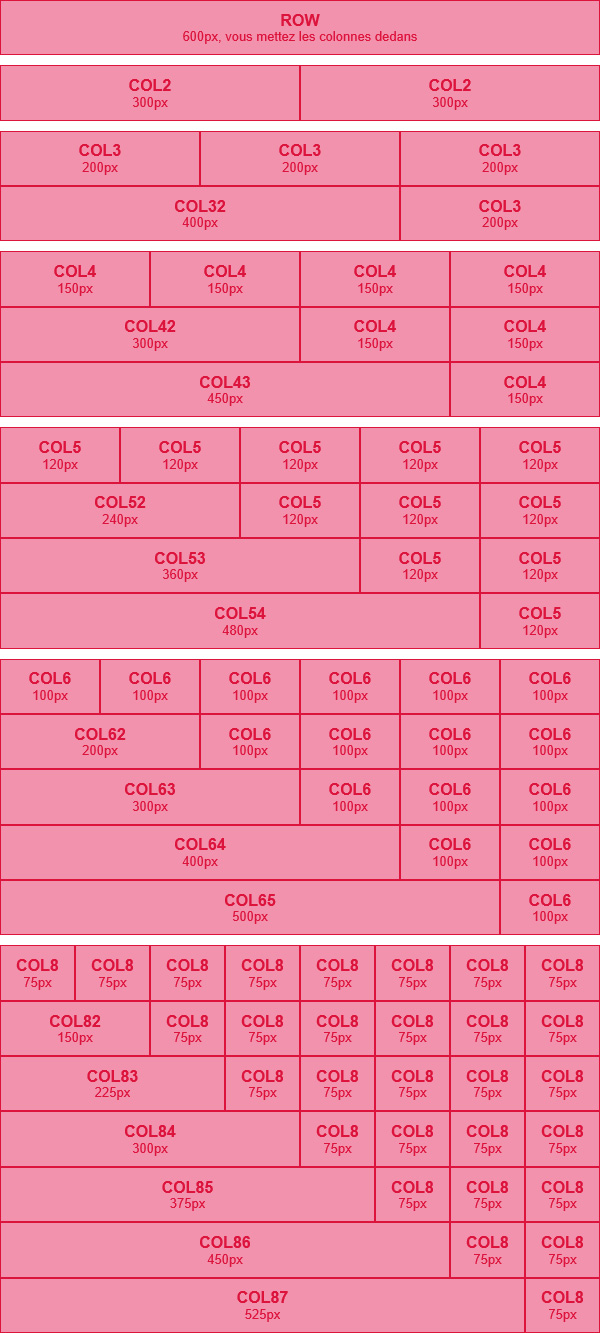 ROW
600px, vous mettez les colonnes dedans
COL2 COL2
300px 300px
COL3 COL3 COL3
200px 200px 200px
COL32 COL3
400px 200px
COL4 COL4 COL4 COL4
150px 150px 150px 150px
COL42 COL4 COL4
300px 150px 150px
COL43 COL4
450px 150px
COL5 COL5 COL5 COL5 COL5
120px 120px 120px 120px 120px
COL52 COL5 COL5 COL5
240px 120px 120px 120px
COL53 COL5 COL5
360px 120px 120px
COL54 COL5
480px 120px
COL6 COL6 COL6 COL6 COL6 COL6
100px 100px 100px 100px 100px 100px
COL62 COL6 COL6 COL6 COL6
200px 100px 100px 100px 100px
COL63 COL6 COL6 COL6
300px 100px 100px 100px
COL64 COL6 COL6
400px 100px 100px
COL65 COL6
500px 100px
COL8 COL8 COL8 COL8 COL8 COL8 COL8 COL8
75px 75px 75px 75px 75px 75px 75px 75px
COL82 COL8 COL8 COL8 COL8 COL8 COL8
150px 75px 75px 75px 75px 75px 75px
COL83 COL8 COL8 COL8 COL8 COL8
225px 75px 75px 75px 75px 75px
COL84 COL8 COL8 COL8 COL8
300px 75px 75px 75px 75px
COL85 COL8 COL8 COL8
375px 75px 75px 75px
COL86 COL8 COL8
450px 75px 75px
COL87 COL8
525px 75px